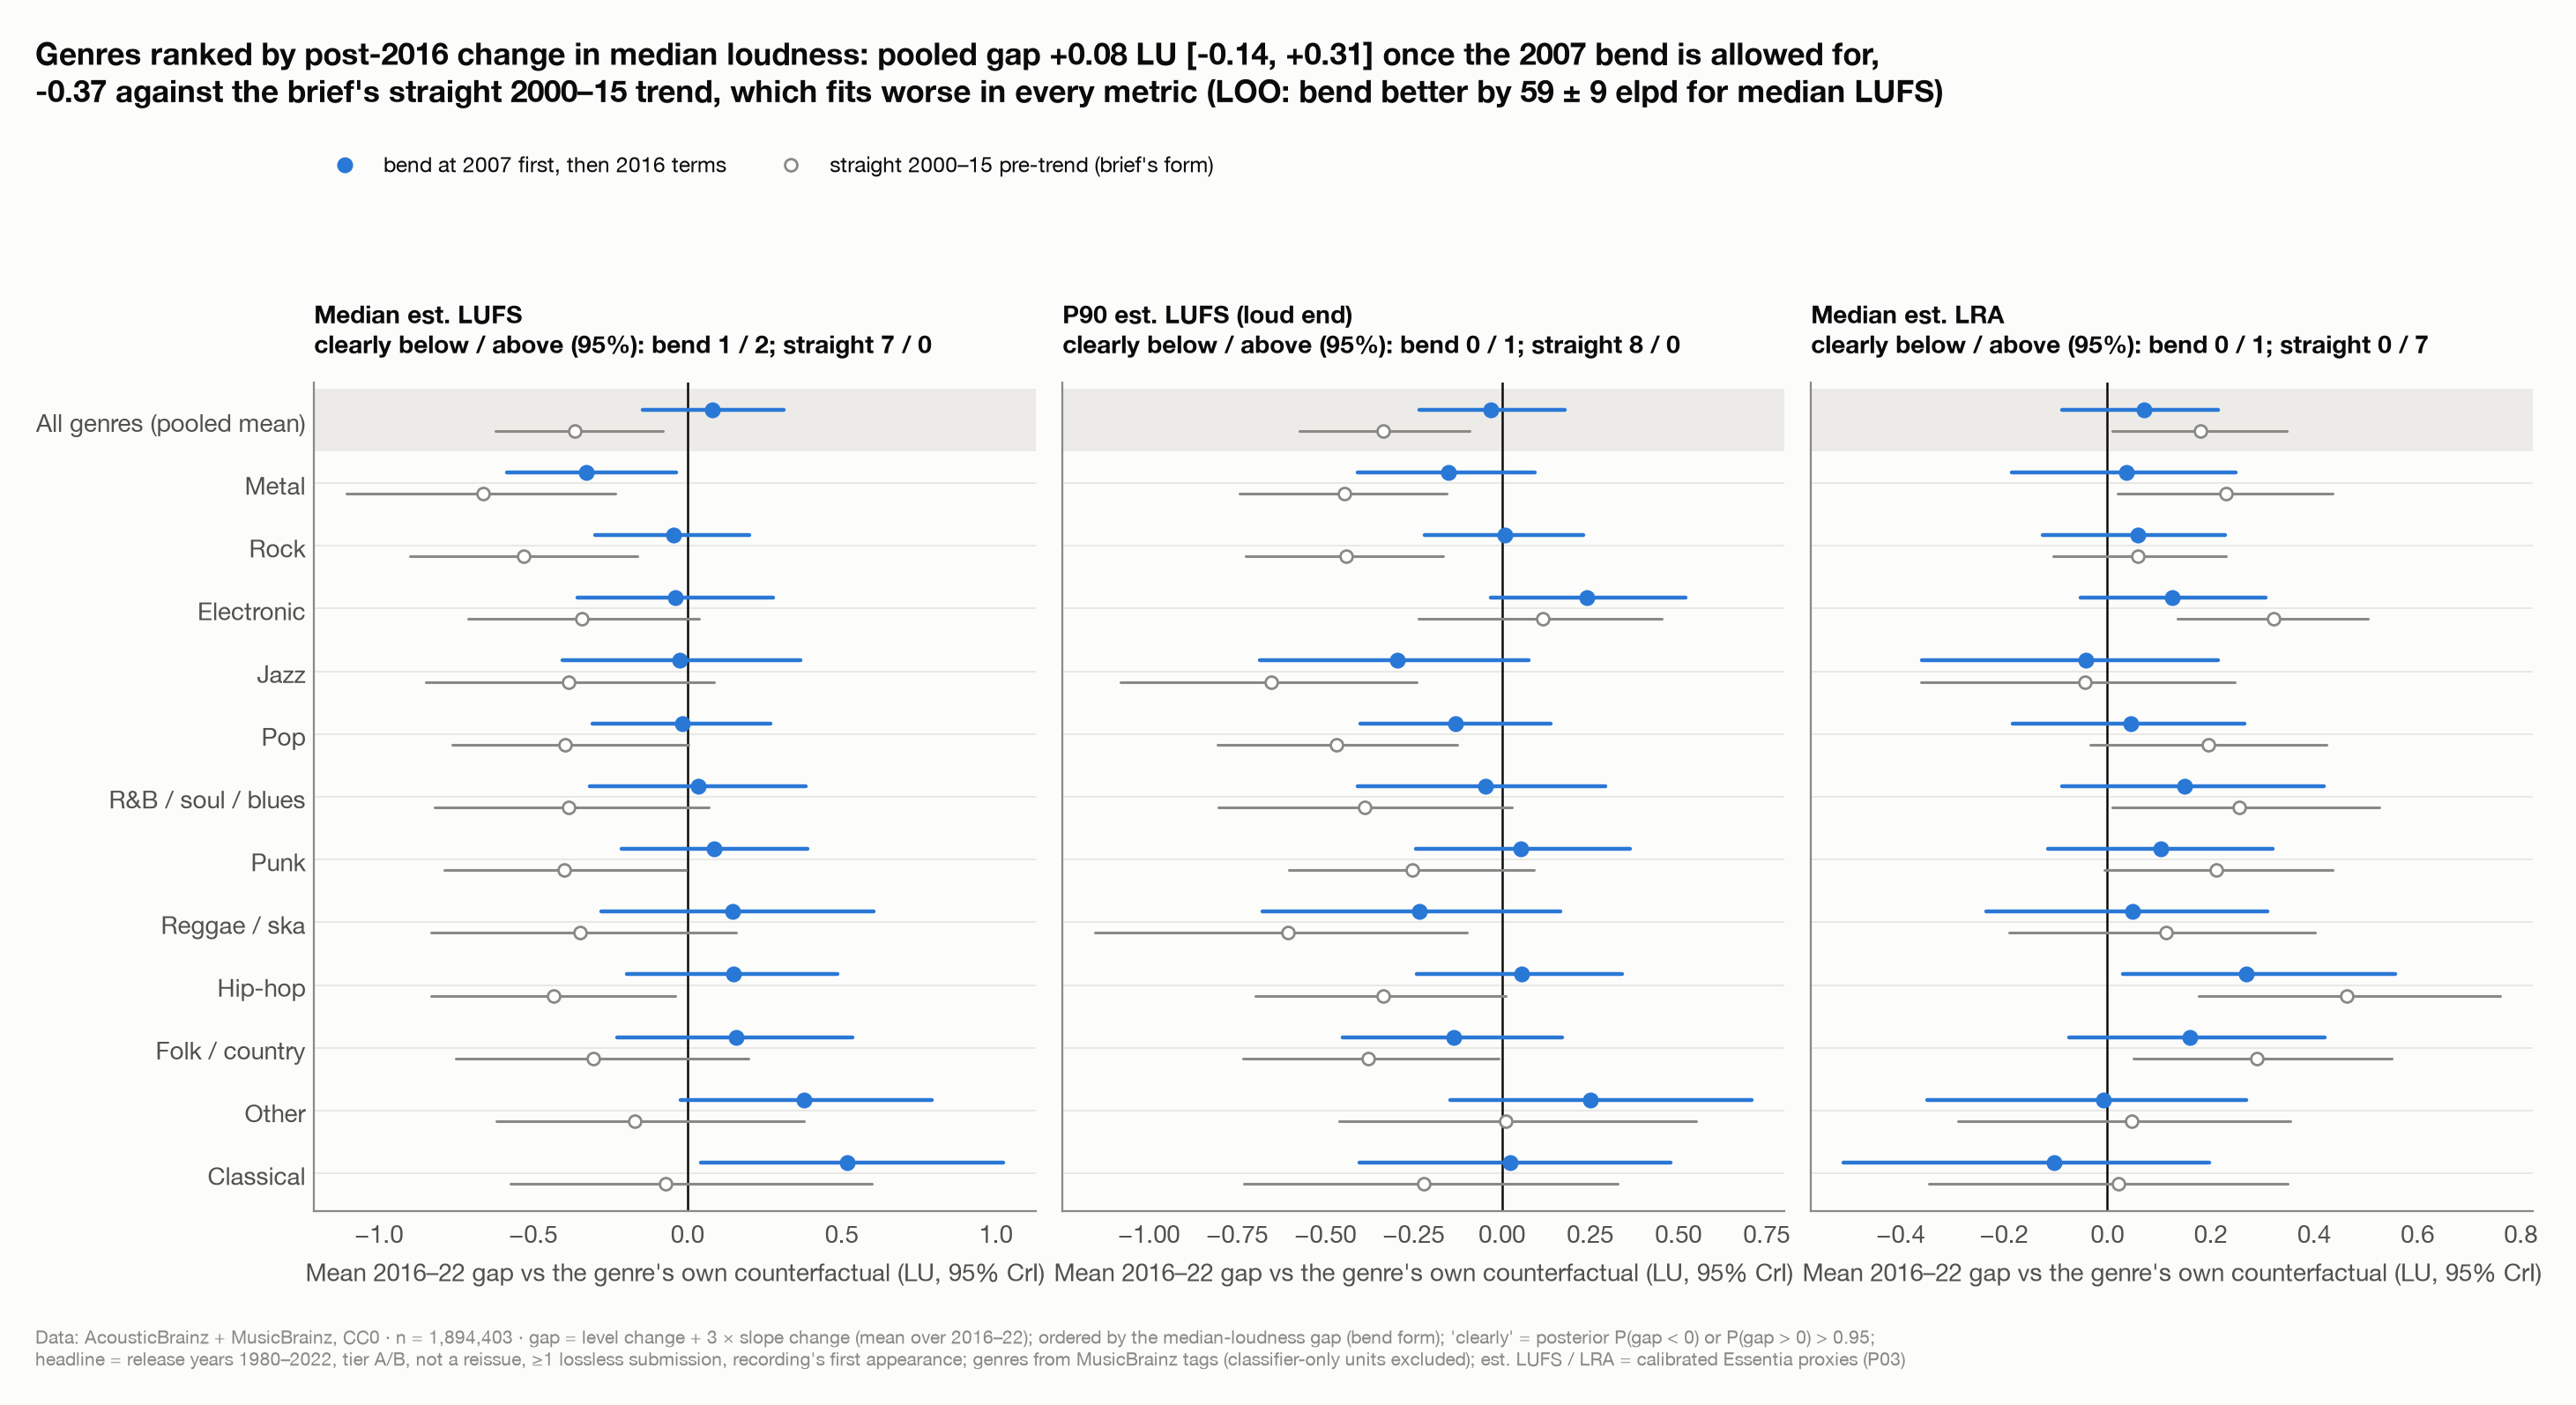 Genres ranked by post-2016 change in median loudness: pooled gap +0.08 LU [-0.14, +0.31] once the 2007 bend is allowed for,
-0.37 against the brief's straight 2000–15 trend, which fits worse in every metric (LOO: bend better by 59 ± 9 elpd for median LUFS)
bend at 2007 first, then 2016 terms
straight 2000–15 pre-trend (brief's form)
Median est. LUFS
clearly below / above (95%): bend 1 / 2; straight 7 / 0
P90 est. LUFS (loud end)
clearly below / above (95%): bend 0 / 1; straight 8 / 0
Median est. LRA
clearly below / above (95%): bend 0 / 1; straight 0 / 7
All genres (pooled mean)
Metal
Rock
Electronic
Jazz
Pop
R&B / soul / blues
Punk
Reggae / ska
Hip-hop
Folk / country
Other
Classical
−1.0 −0.5 0.0 0.5 1.0
−1.00 −0.75 −0.50 −0.25 0.00 0.25 0.50 0.75
−0.4 −0.2 0.0 0.2 0.4 0.6 0.8
Mean 2016–22 gap vs the genre's own counterfactual (LU, 95% CrI)
Mean 2016–22 gap vs the genre's own counterfactual (LU, 95% CrI)
Mean 2016–22 gap vs the genre's own counterfactual (LU, 95% CrI)
Data: AcousticBrainz + MusicBrainz, CC0 · n = 1,894,403 · gap = level change + 3 × slope change (mean over 2016–22); ordered by the median-loudness gap (bend form); 'clearly' = posterior P(gap < 0) or P(gap > 0) > 0.95;
headline = release years 1980–2022, tier A/B, not a reissue, ≥1 lossless submission, recording's first appearance; genres from MusicBrainz tags (classifier-only units excluded); est. LUFS / LRA = calibrated Essentia proxies (P03)